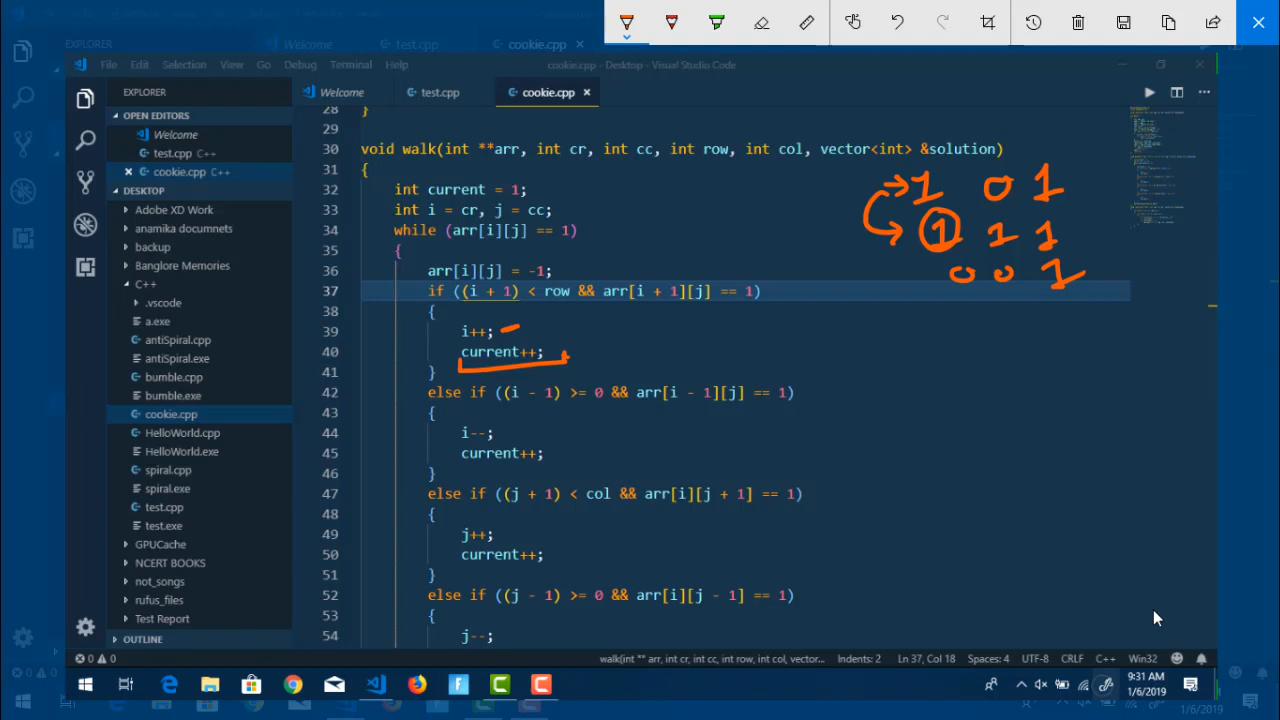 EXPLORER
Welcome
test.cpp
cookie.cpp
File Edit Selection View Go Debug Terminal Help
cookie.cpp - Desktop - Visual Studio Code
EXPLORER
Welcome
test.cpp
cookie.cpp
OPEN EDITORS
Welcome
test.cpp C++
cookie.cpp C++
DESKTOP
Adobe XD Work
anamika documnets
backup
Banglore Memories
C++
.vscode
a.exe
antiSpiral.cpp
antiSpiral.exe
bumble.cpp
bumble.exe
cookie.cpp
HelloWorld.cpp
HelloWorld.exe
spiral.cpp
spiral.exe
test.cpp
test.exe
GPUCache
NCERT BOOKS
not_songs
rufus_files
Test Report
OUTLINE
28 }
29
30 void walk(int **arr, int cr, int cc, int row, int col, vector<int> &solution)
31 {
32 int current = 1;
33 int i = cr, j = cc;
34 while (arr[i][j] == 1)
35 {
36 arr[i][j] = -1;
37 if ((i + 1) < row && arr[i + 1][j] == 1)
38 {
39 i++;
40 current++;
41 }
42 else if ((i - 1) >= 0 && arr[i - 1][j] == 1)
43 {
44 i--;
45 current++;
46 }
47 else if ((j + 1) < col && arr[i][j + 1] == 1)
48 {
49 j++;
50 current++;
51 }
52 else if ((j - 1) >= 0 && arr[i][j - 1] == 1)
53 {
54 j--;
1 0 1
1 1 1
0 0 1
0 0
walk(int ** arr, int cr, int cc, int row, int col, vector...
Indents: 2
Ln 37, Col 18
Spaces: 4
UTF-8
CRLF
C++
Win32
9:31 AM
1/6/2019
1/6/2019